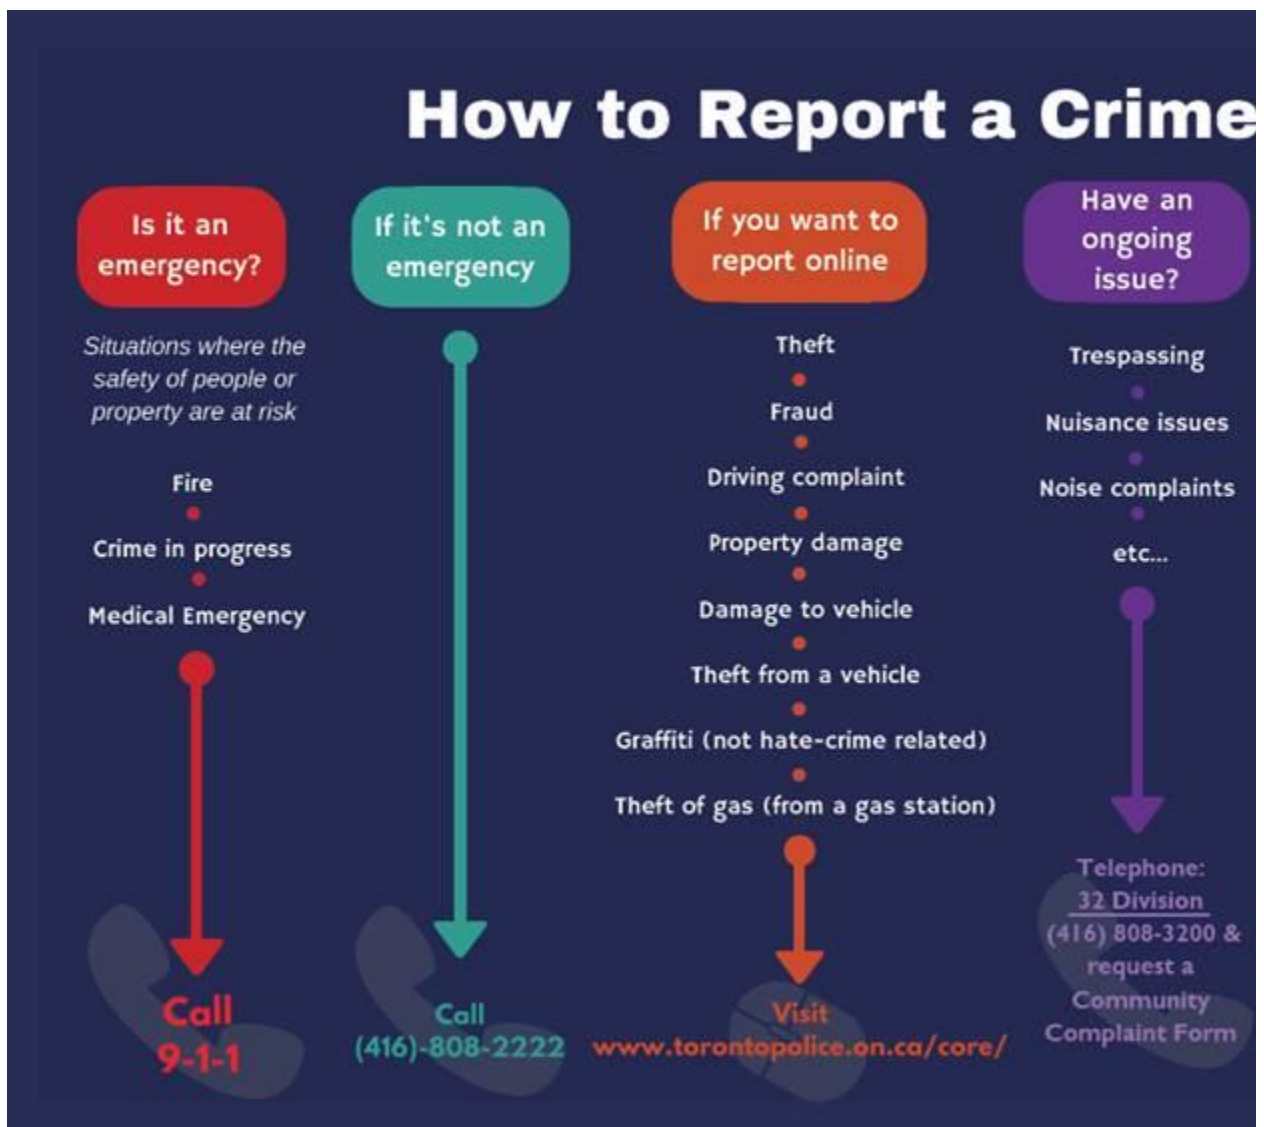 How to Report a Crime
Is it an
emergency?
Situations where the
safety of people or
property are at risk
Fire
Crime in progress
Medical Emergency
Call
9-1-1
If it's not an
emergency
Call
(416)-808-2222
If you want to
report online
Theft
Fraud
Driving complaint
Property damage
Damage to vehicle
Theft from a vehicle
Graffiti (not hate-crime related)
Theft of gas (from a gas station)
Visit
www.torontopolice.on.ca/core/
Have an
ongoing
issue?
Trespassing
Nuisance issues
Noise complaints
etc...
Telephone:
32 Division
(416) 808-3200 &
request a
Community
Complaint Form